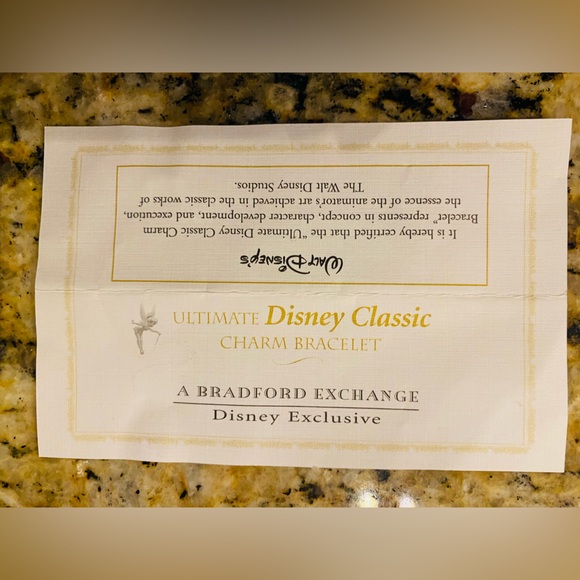 Walt Disney's
It is hereby certified that the "Ultimate Disney Classic Charm
Bracelet" represents in concept, character development, and execution,
the essence of the animator's art achieved in the classic works of
The Walt Disney Studios.
ULTIMATE Disney Classic
CHARM BRACELET
A BRADFORD EXCHANGE
Disney Exclusive